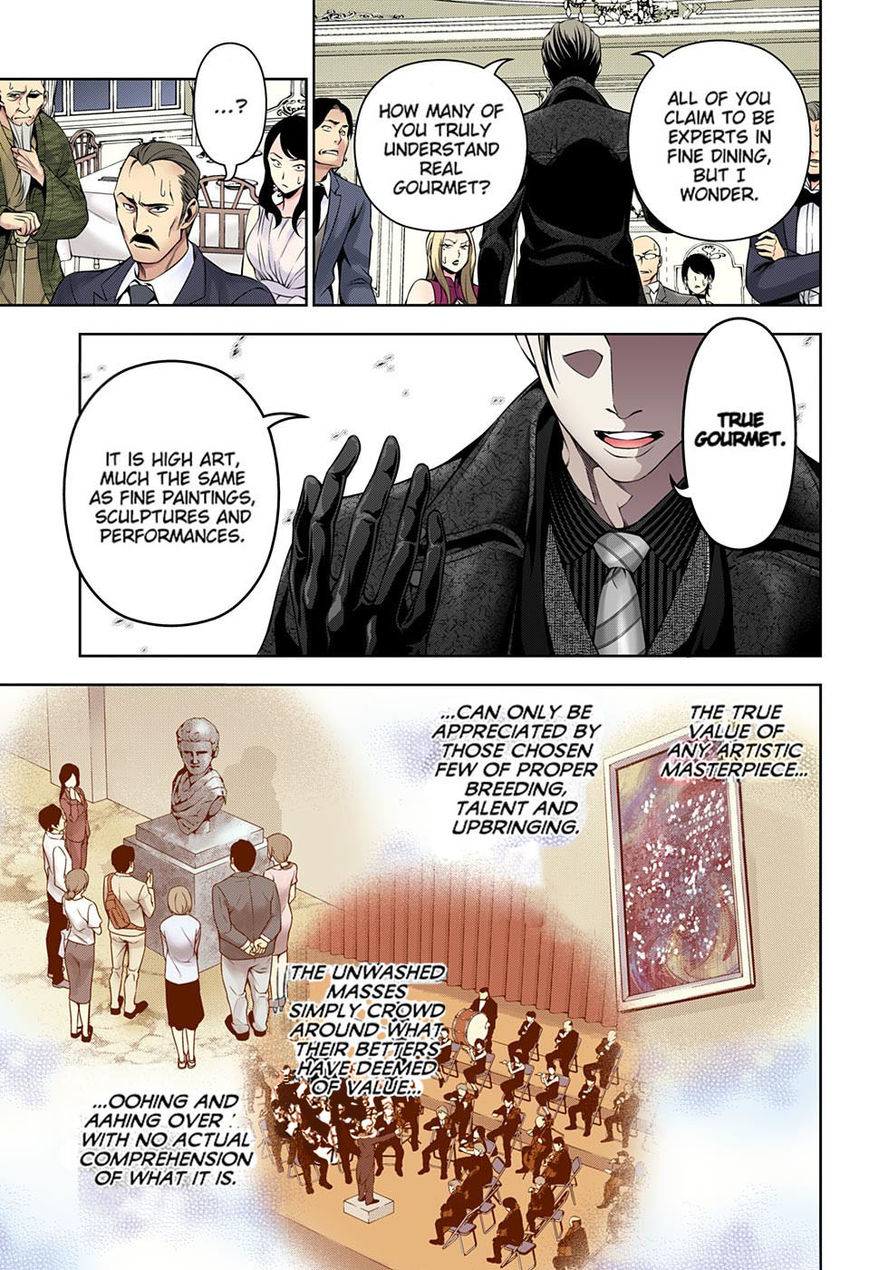 ALL OF YOU
CLAIM TO BE
EXPERTS IN
FINE DINING,
BUT I
WONDER.
HOW MANY OF
YOU TRULY
UNDERSTAND
REAL
GOURMET?
...?
TRUE
GOURMET.
IT IS HIGH ART,
MUCH THE SAME
AS FINE PAINTINGS,
SCULPTURES AND
PERFORMANCES.
THE TRUE
VALUE OF
ANY ARTISTIC
MASTERPIECE...
...CAN ONLY BE
APPRECIATED BY
THOSE CHOSEN
FEW OF PROPER
BREEDING,
TALENT AND
UPBRINGING.
THE UNWASHED
MASSES
SIMPLY CROWD
AROUND WHAT
THEIR BETTERS
HAVE DEEMED
OF VALUE...
...OOHING AND
AAHING OVER
WITH NO ACTUAL
COMPREHENSION
OF WHAT IT IS.